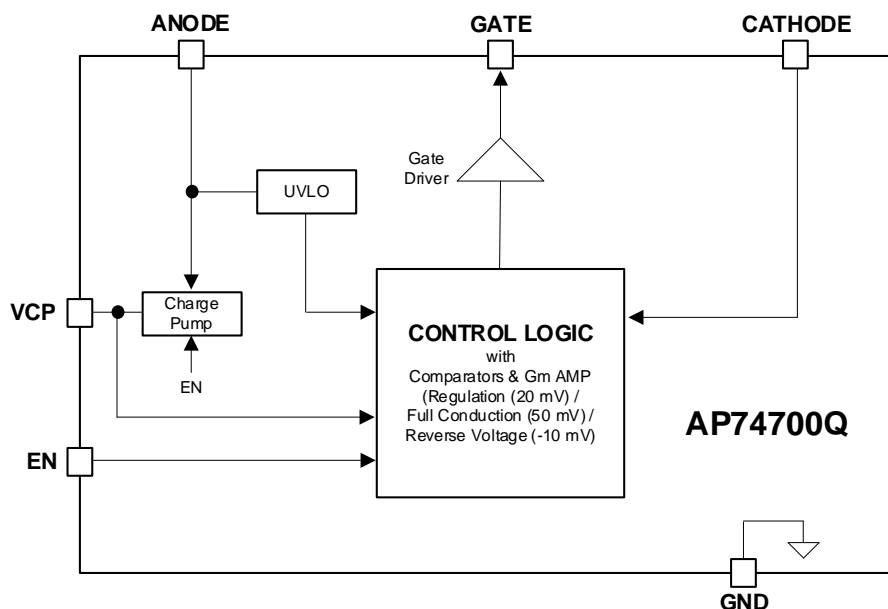 ANODE
GATE
CATHODE
Gate
Driver
UVLO
VCP
Charge
Pump
EN
CONTROL LOGIC
with
Comparators & Gm AMP
(Regulation (20 mV) /
Full Conduction (50 mV) /
Reverse Voltage (-10 mV)
AP74700Q
EN
GND